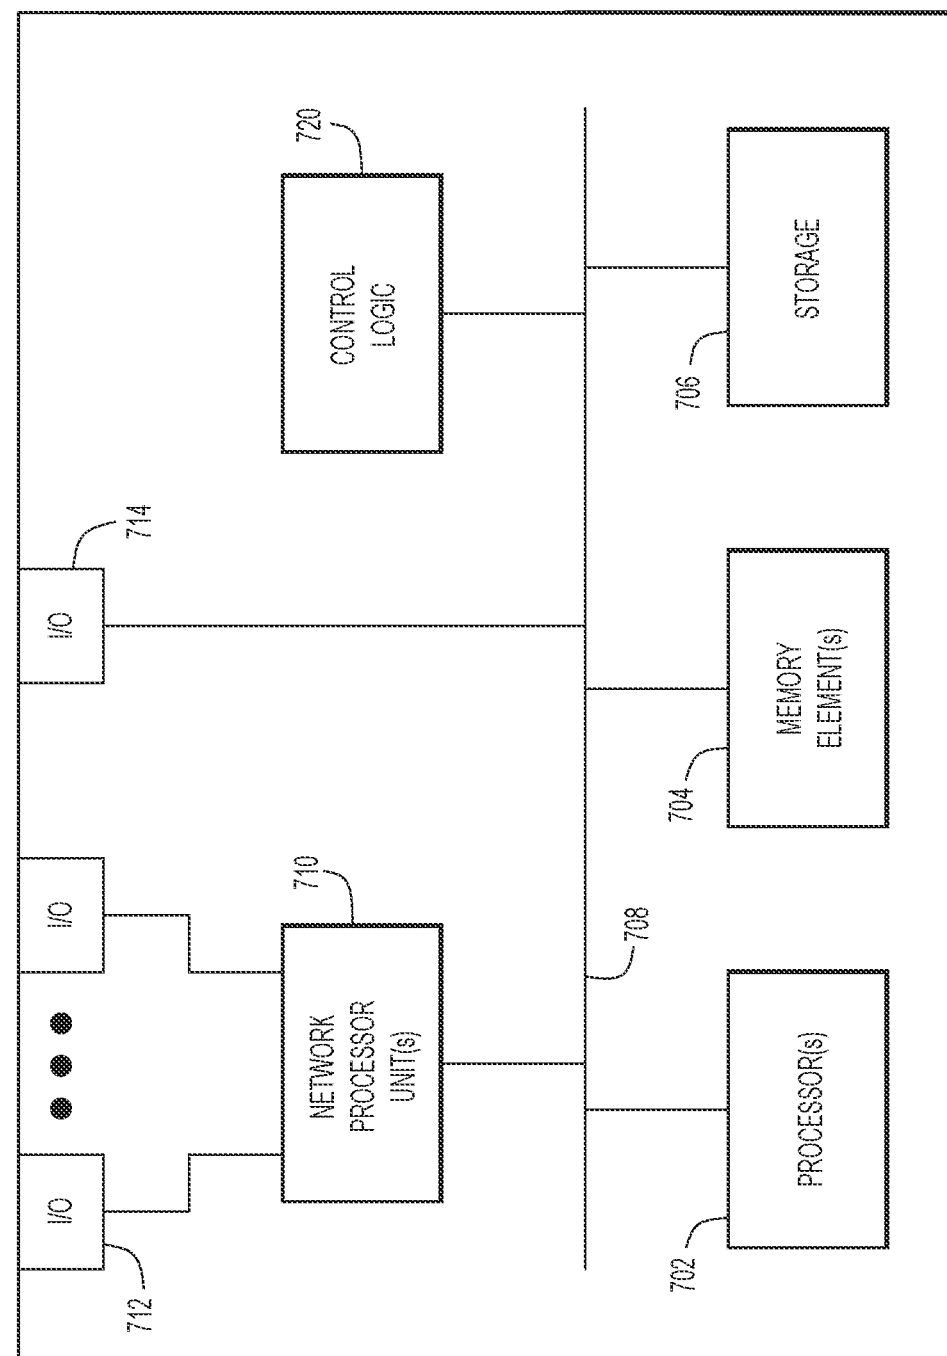 I/O
I/O
I/O
712
714
710
720
NETWORK
PROCESSOR
UNIT(s)
CONTROL
LOGIC
708
702
704
706
PROCESSOR(s)
MEMORY
ELEMENT(s)
STORAGE